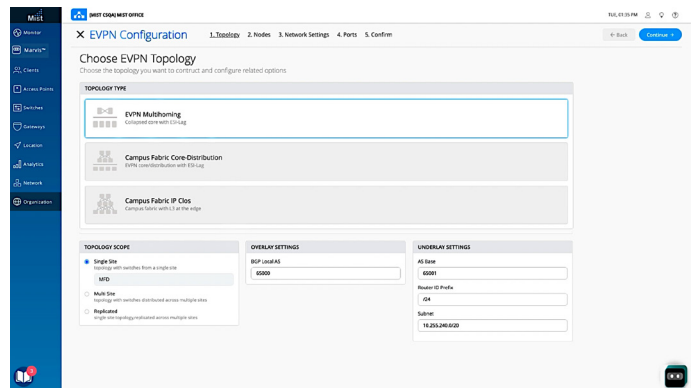 Mist
[MIST CSQA] MIST OFFICE
TUE, 01:35 PM
Monitor
Marvis™
Clients
Access Points
Switches
Gateways
Location
Analytics
Network
Organization
EVPN Configuration
1. Topology 2. Nodes 3. Network Settings 4. Ports 5. Confirm
← Back
Continue →
Choose EVPN Topology
Choose the topology you want to contruct and configure related options
TOPOLOGY TYPE
EVPN Multihoming
Collapsed core with ESI-Lag
Campus Fabric Core-Distribution
EVPN core/distribution with ESI-Lag
Campus Fabric IP Clos
Campus fabric with L3 at the edge
TOPOLOGY SCOPE
Single Site
topology with switches from a single site
MFD
Multi Site
topology with switches distributed across multiple sites
Replicated
single site topology replicated across multiple sites
OVERLAY SETTINGS
BGP Local AS
65000
UNDERLAY SETTINGS
AS Base
65001
Router ID Prefix
/24
Subnet
10.255.240.0/20